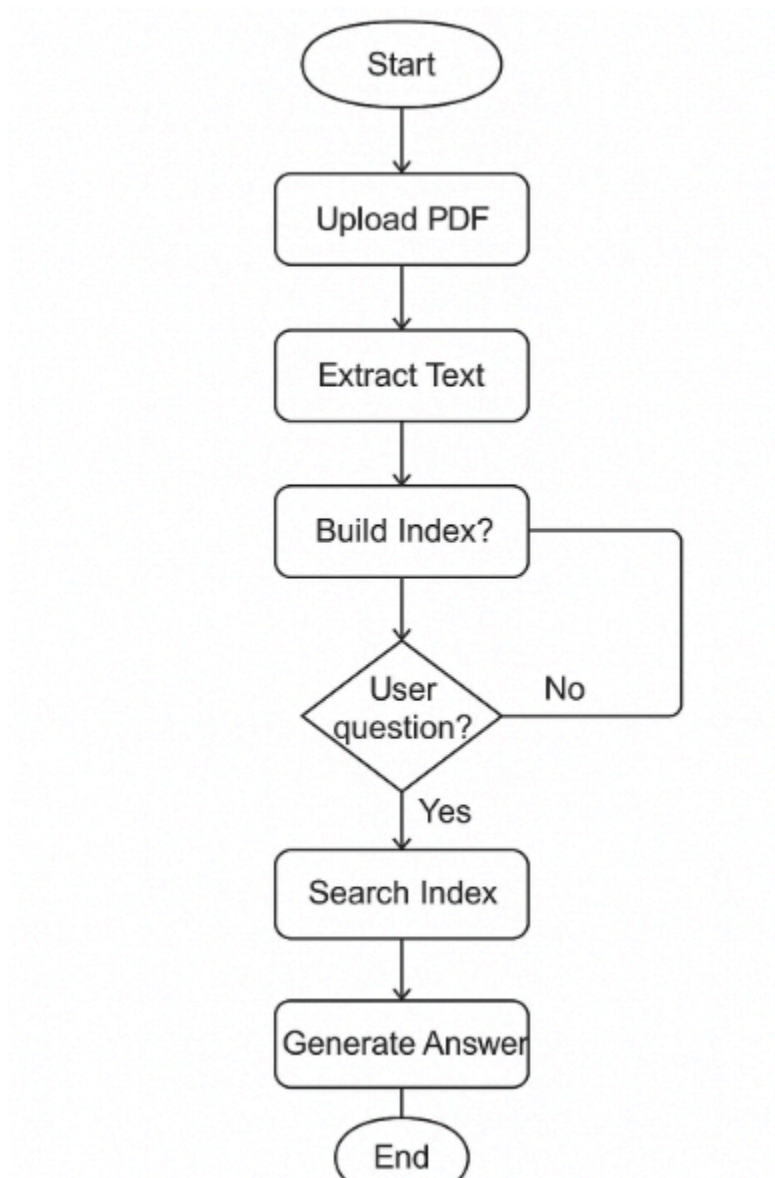 Start
Upload PDF
Extract Text
Build Index?
User
question?
No
Yes
Search Index
Generate Answer
End